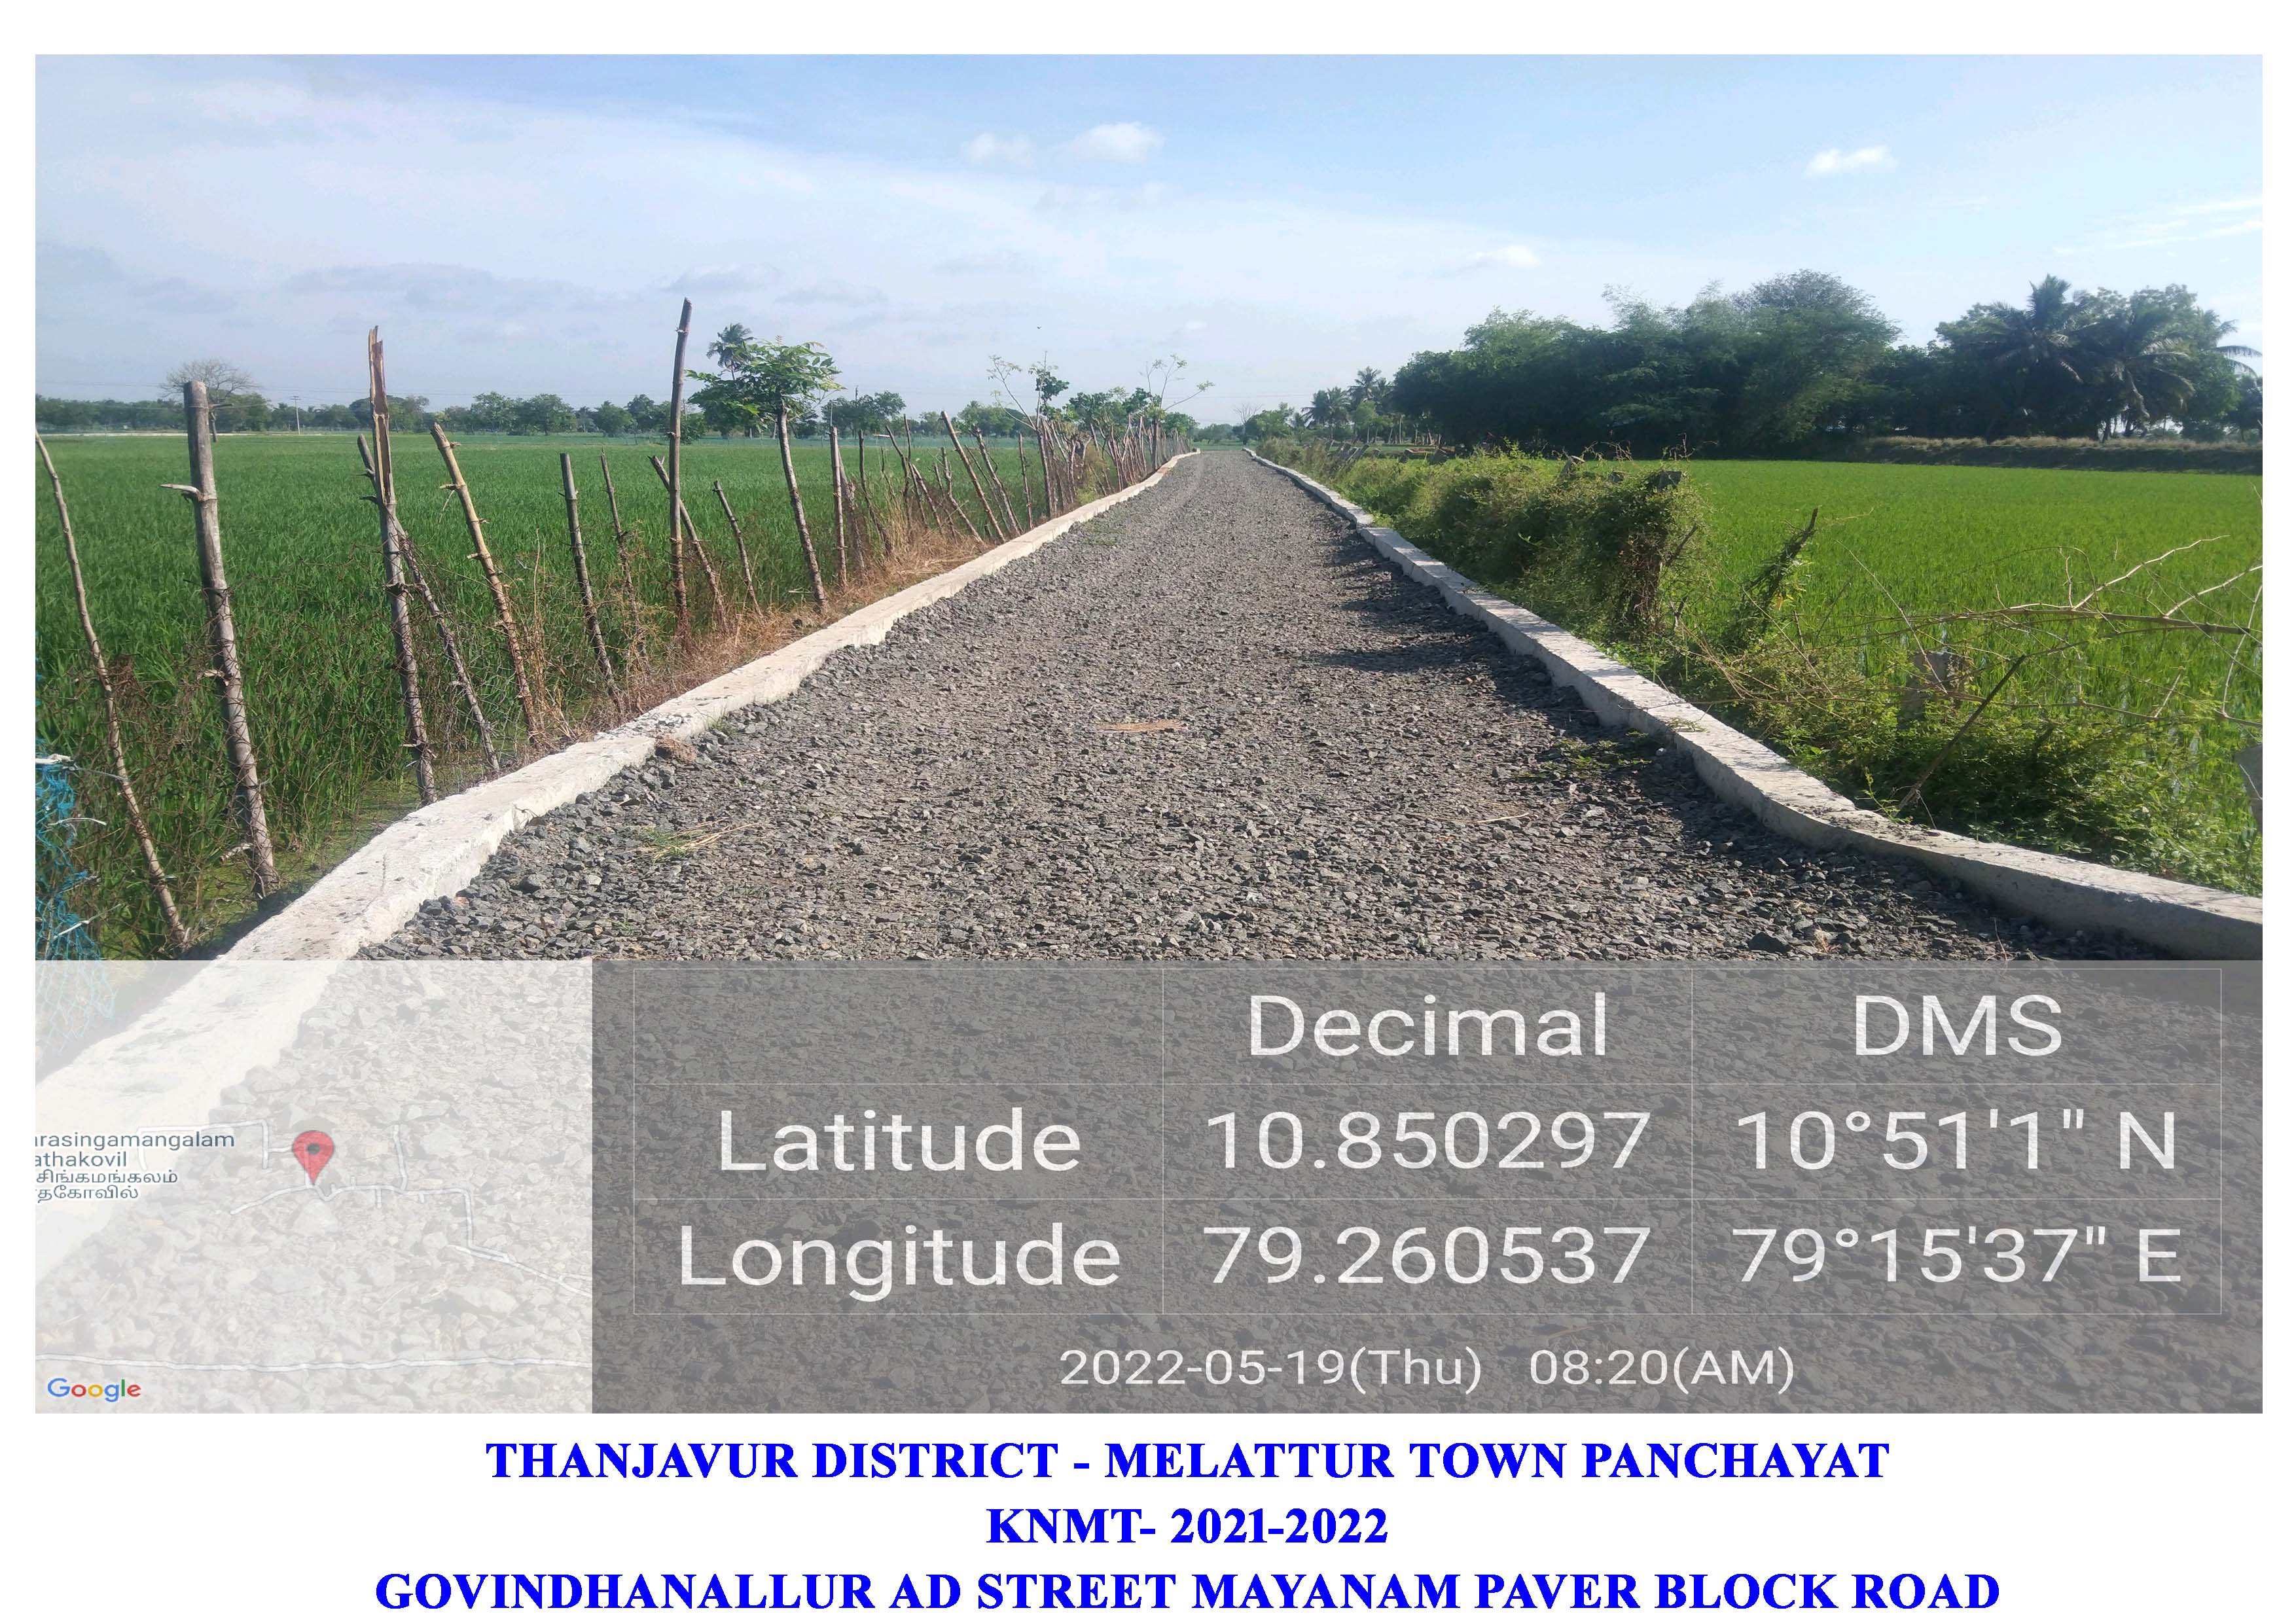 arasingamangalam
athakovil
சிங்கமங்கலம்
தகோவில்
Google
Decimal DMS
Latitude 10.850297 10°51'1" N
Longitude 79.260537 79°15'37" E
2022-05-19(Thu) 08:20(AM)
THANJAVUR DISTRICT - MELATTUR TOWN PANCHAYAT
KNMT- 2021-2022
GOVINDHANALLUR AD STREET MAYANAM PAVER BLOCK ROAD